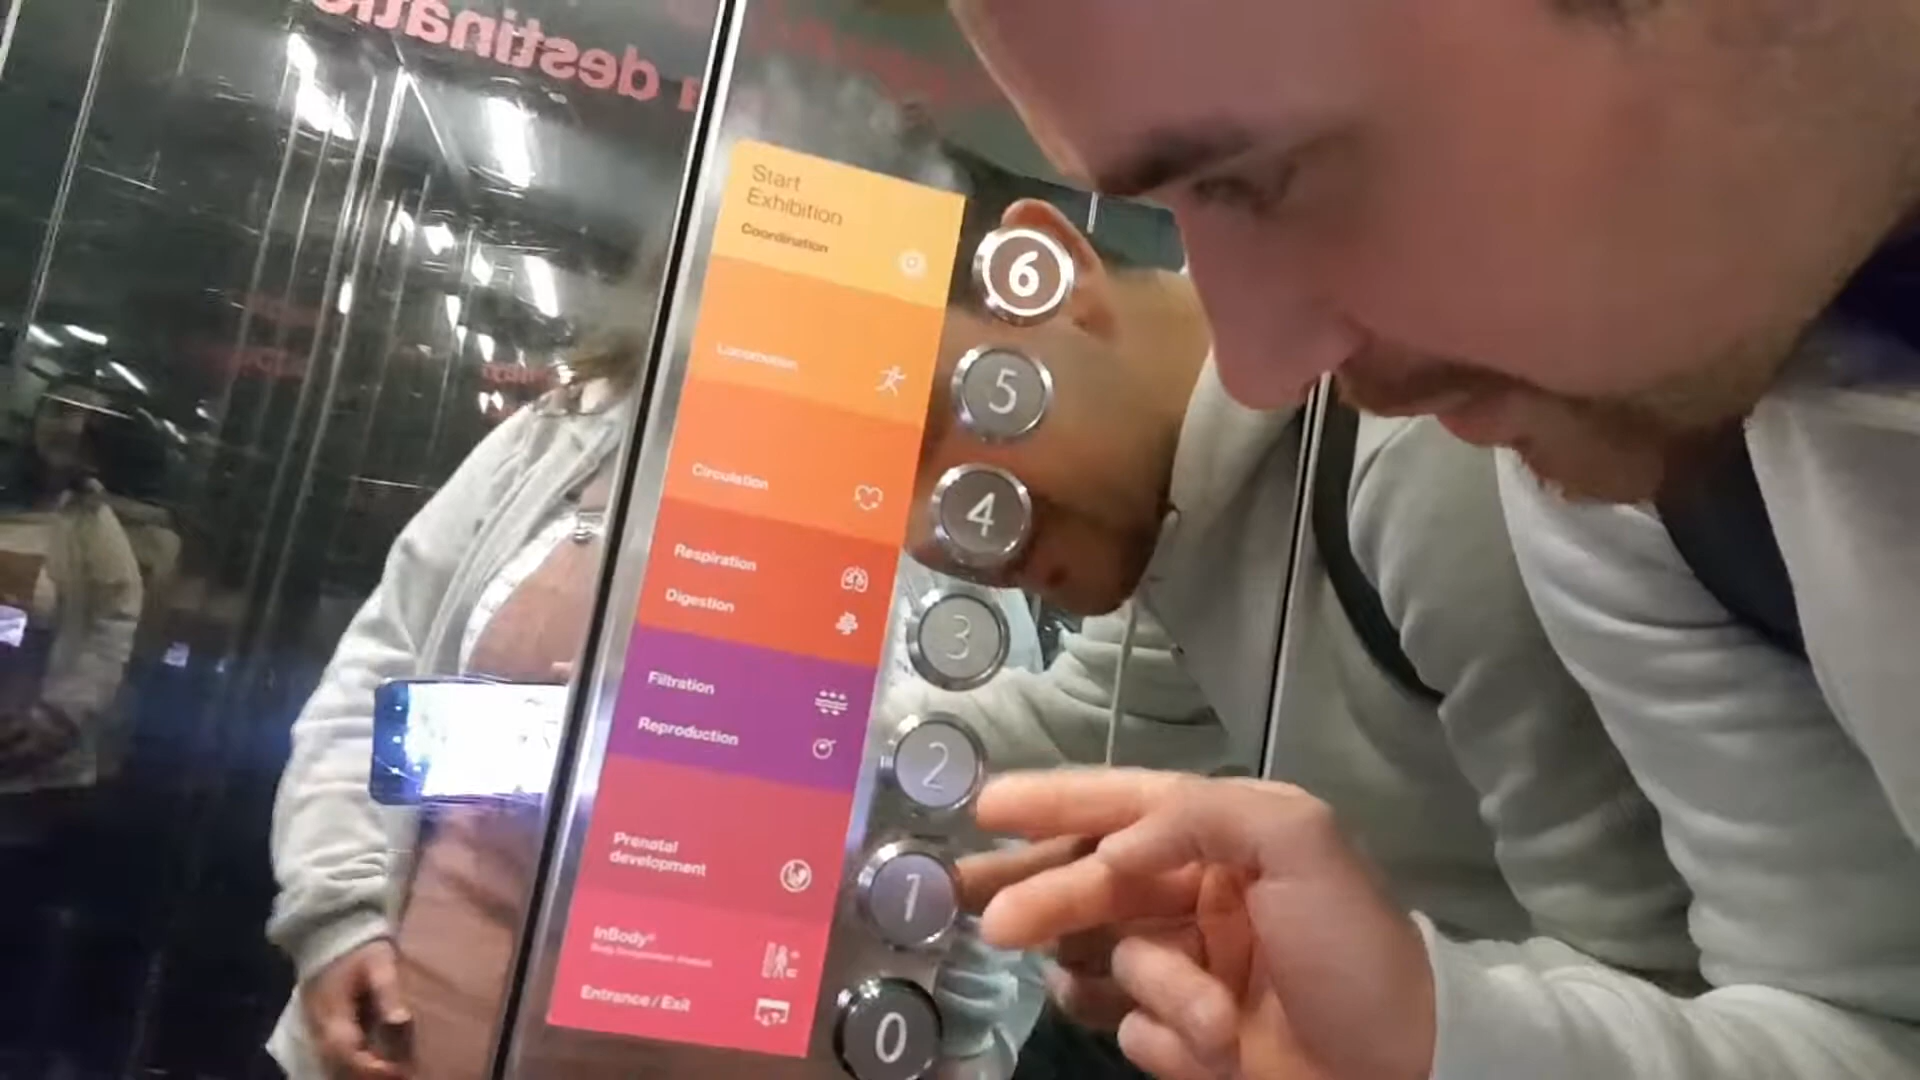 destinatio
Start
Exhibition
Coordination
6
Locomotion
5
Circulation
4
Respiration
Digestion
3
Filtration
Reproduction
2
Prenatal
development
1
InBody®
Entrance / Exit
0